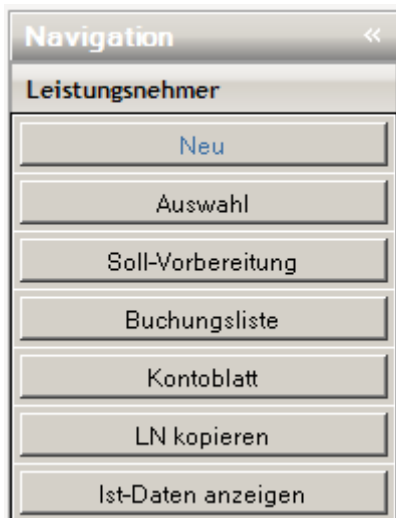 Navigation «
Leistungsnehmer
Neu
Auswahl
Soll-Vorbereitung
Buchungsliste
Kontoblatt
LN kopieren
Ist-Daten anzeigen